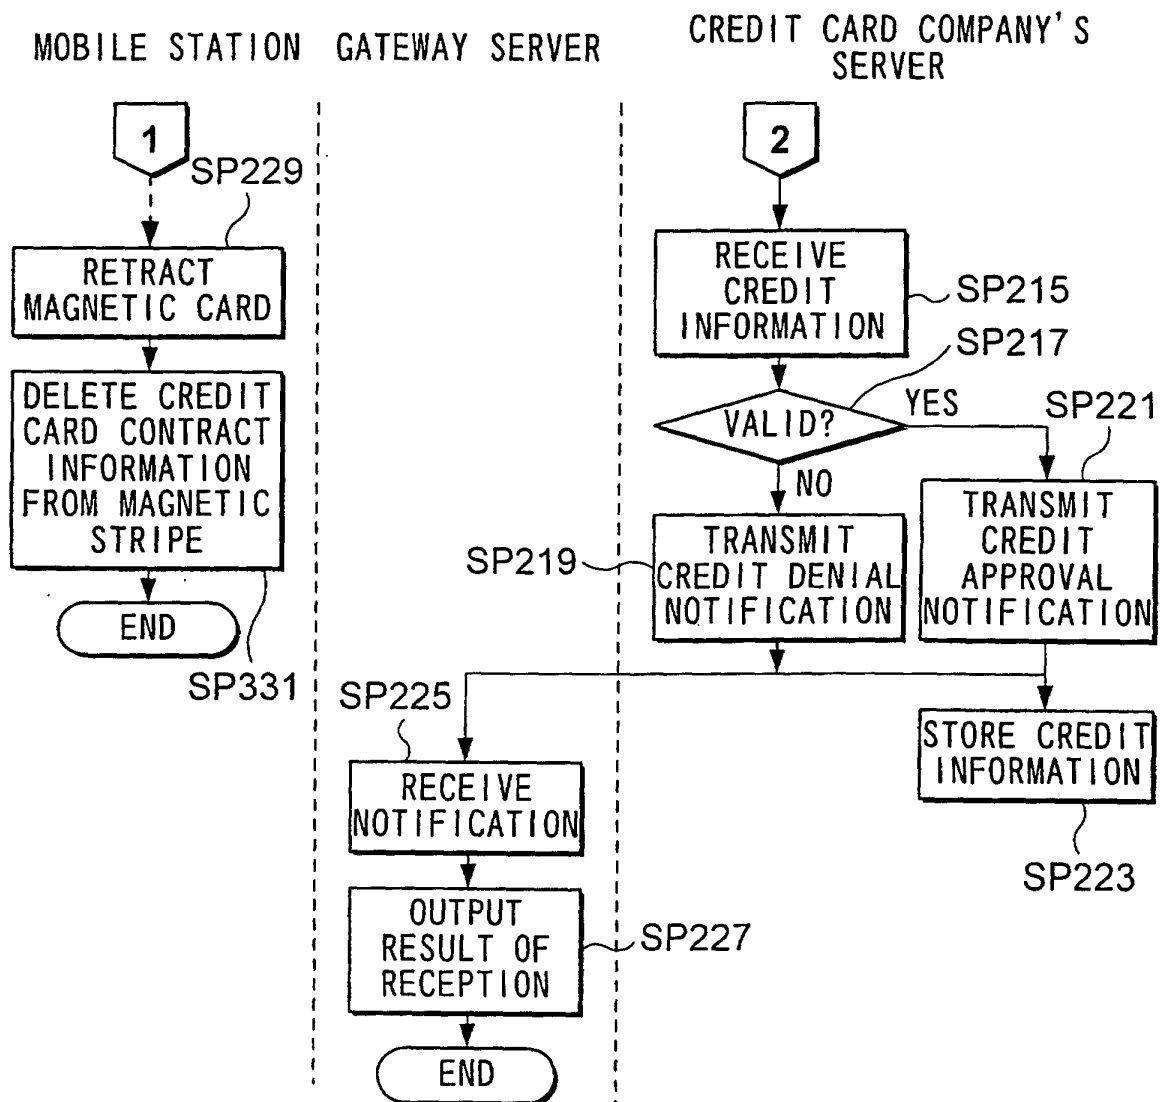 MOBILE STATION
GATEWAY SERVER
CREDIT CARD COMPANY'S
SERVER
1
SP229
RETRACT
MAGNETIC CARD
DELETE CREDIT
CARD CONTRACT
INFORMATION
FROM MAGNETIC
STRIPE
END
SP331
2
RECEIVE
CREDIT
INFORMATION
SP215
SP217
VALID?
YES
NO
SP221
TRANSMIT
CREDIT
APPROVAL
NOTIFICATION
SP219
TRANSMIT
CREDIT DENIAL
NOTIFICATION
STORE CREDIT
INFORMATION
SP223
SP225
RECEIVE
NOTIFICATION
OUTPUT
RESULT OF
RECEPTION
SP227
END